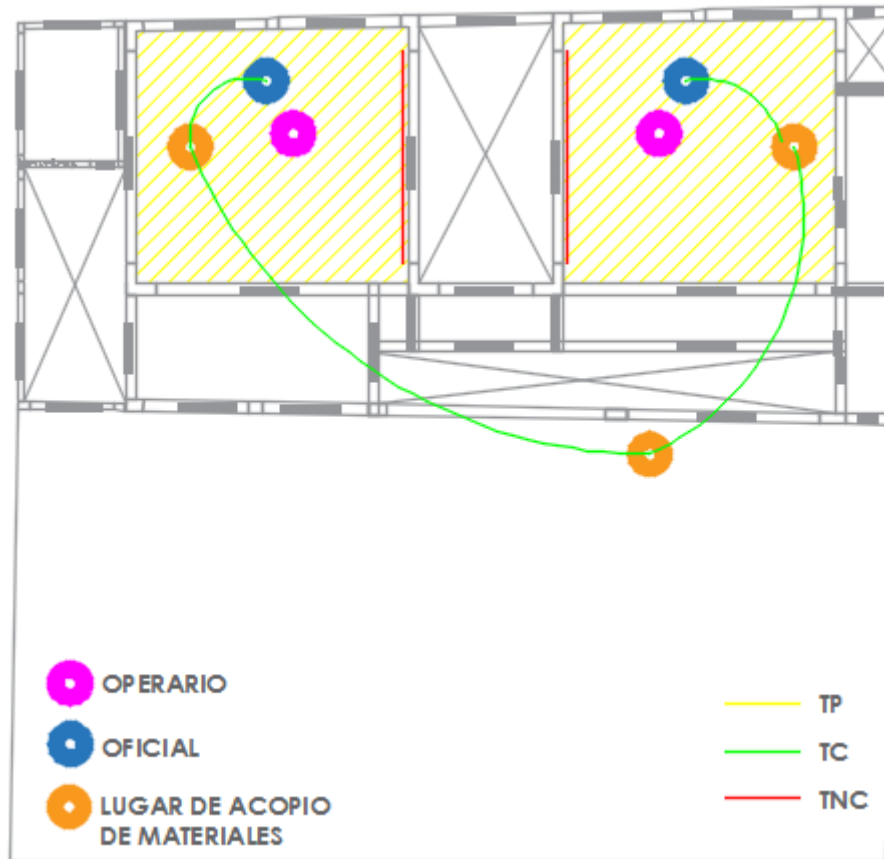 OPERARIO
OFICIAL
LUGAR DE ACOPIO
DE MATERIALES
TP
TC
TNC